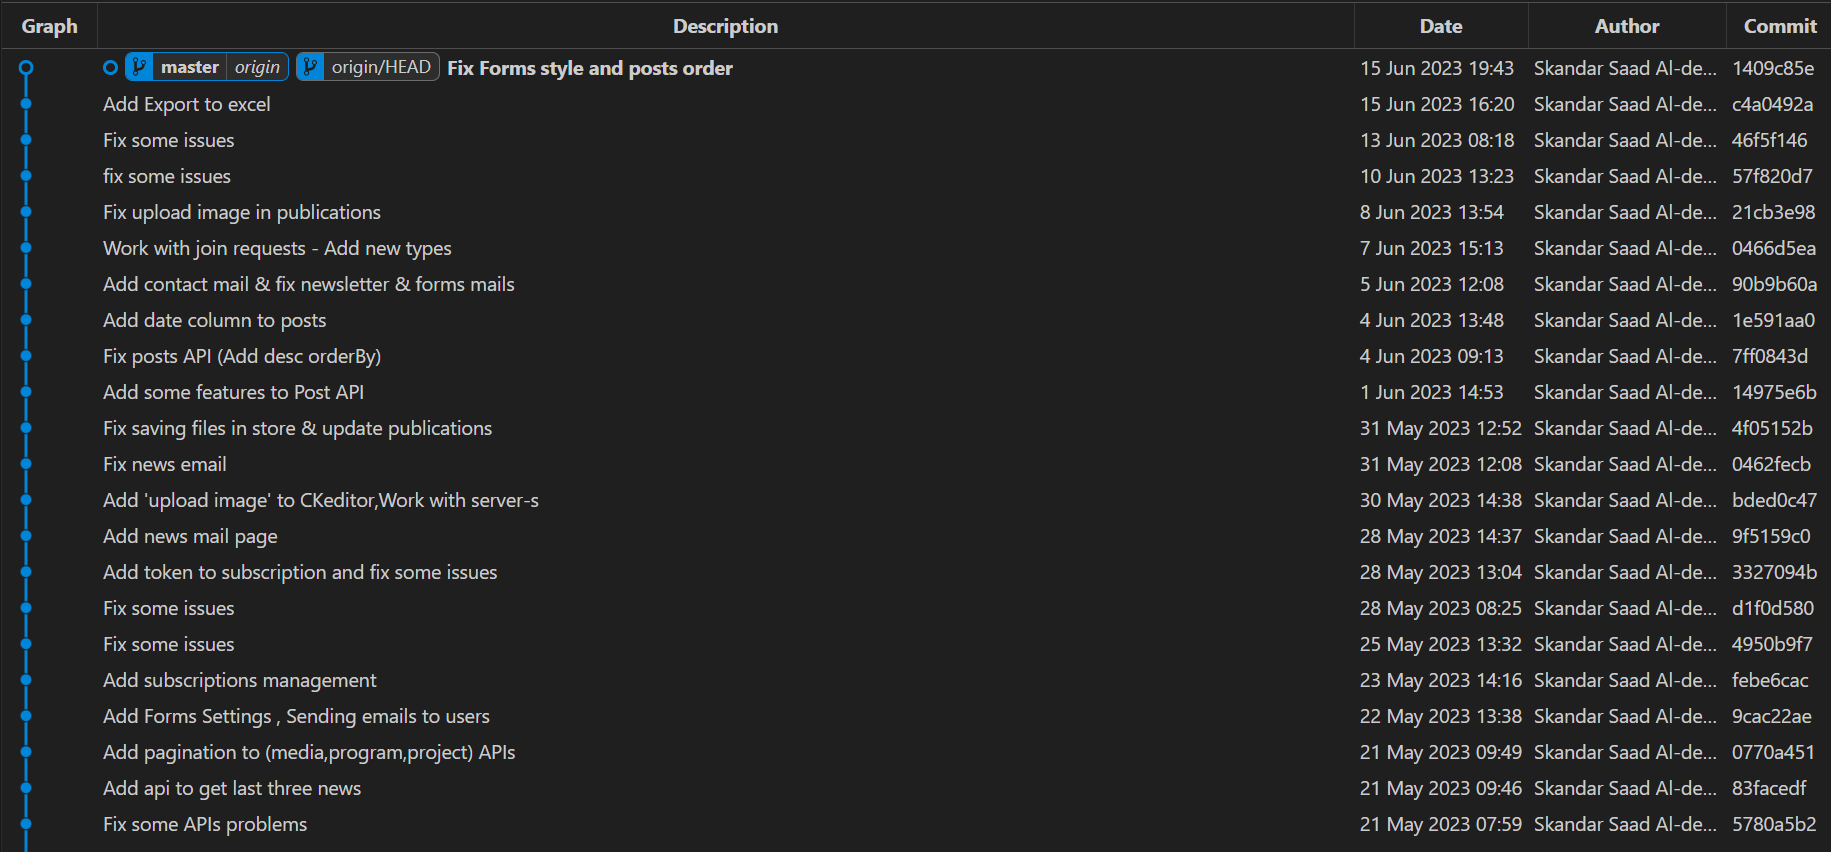 Graph Description Date Author Commit
master origin origin/HEAD Fix Forms style and posts order 15 Jun 2023 19:43 Skandar Saad Al-de... 1409c85e
Add Export to excel 15 Jun 2023 16:20 Skandar Saad Al-de... c4a0492a
Fix some issues 13 Jun 2023 08:18 Skandar Saad Al-de... 46f5f146
fix some issues 10 Jun 2023 13:23 Skandar Saad Al-de... 57f820d7
Fix upload image in publications 8 Jun 2023 13:54 Skandar Saad Al-de... 21cb3e98
Work with join requests - Add new types 7 Jun 2023 15:13 Skandar Saad Al-de... 0466d5ea
Add contact mail & fix newsletter & forms mails 5 Jun 2023 12:08 Skandar Saad Al-de... 90b9b60a
Add date column to posts 4 Jun 2023 13:48 Skandar Saad Al-de... 1e591aa0
Fix posts API (Add desc orderBy) 4 Jun 2023 09:13 Skandar Saad Al-de... 7ff0843d
Add some features to Post API 1 Jun 2023 14:53 Skandar Saad Al-de... 14975e6b
Fix saving files in store & update publications 31 May 2023 12:52 Skandar Saad Al-de... 4f05152b
Fix news email 31 May 2023 12:08 Skandar Saad Al-de... 0462fecb
Add 'upload image' to CKeditor,Work with server-s 30 May 2023 14:38 Skandar Saad Al-de... bded0c47
Add news mail page 28 May 2023 14:37 Skandar Saad Al-de... 9f5159c0
Add token to subscription and fix some issues 28 May 2023 13:04 Skandar Saad Al-de... 3327094b
Fix some issues 28 May 2023 08:25 Skandar Saad Al-de... d1f0d580
Fix some issues 25 May 2023 13:32 Skandar Saad Al-de... 4950b9f7
Add subscriptions management 23 May 2023 14:16 Skandar Saad Al-de... febe6cac
Add Forms Settings , Sending emails to users 22 May 2023 13:38 Skandar Saad Al-de... 9cac22ae
Add pagination to (media,program,project) APIs 21 May 2023 09:49 Skandar Saad Al-de... 0770a451
Add api to get last three news 21 May 2023 09:46 Skandar Saad Al-de... 83facedf
Fix some APIs problems 21 May 2023 07:59 Skandar Saad Al-de... 5780a5b2